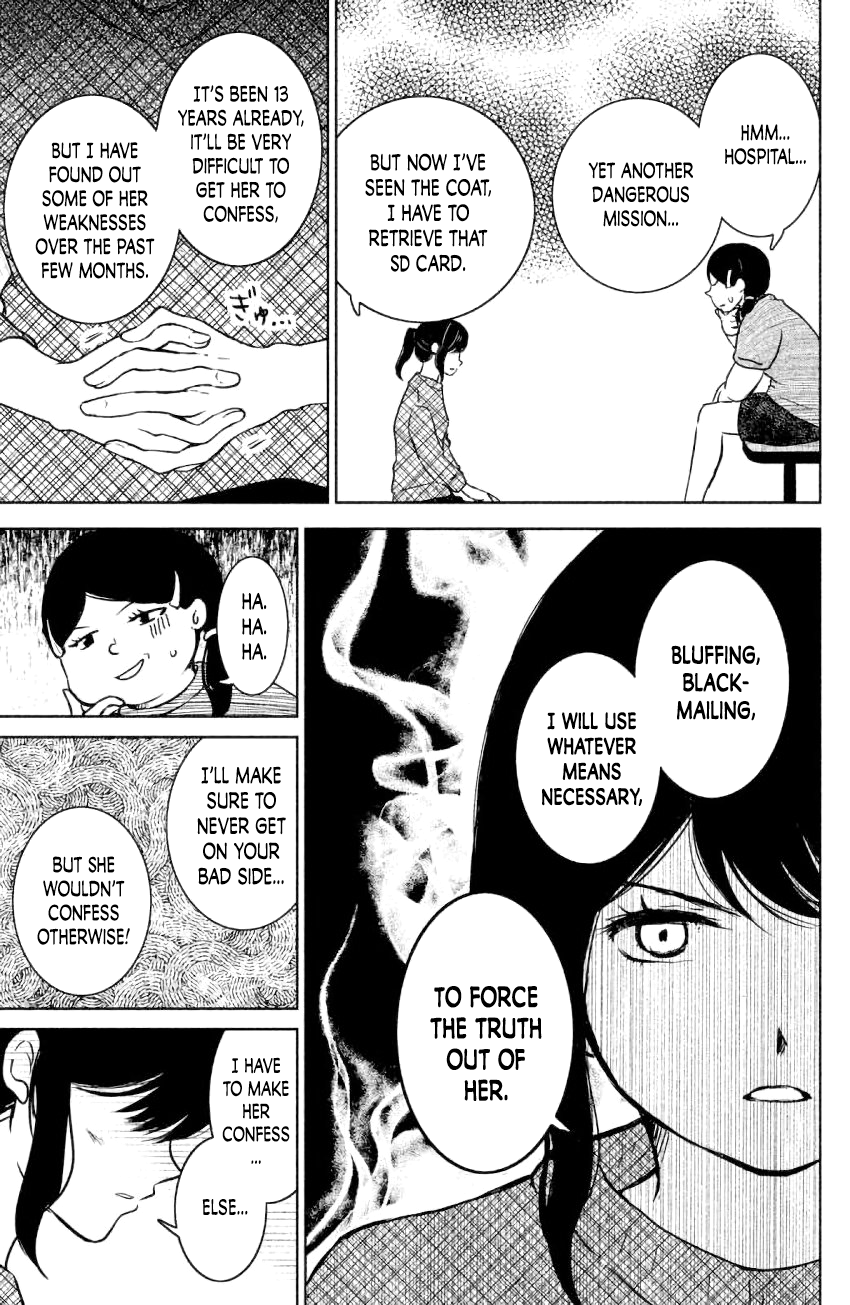 HMM...
HOSPITAL...
YET ANOTHER
DANGEROUS
MISSION...
BUT NOW I'VE
SEEN THE COAT,
I HAVE TO
RETRIEVE THAT
SD CARD.
IT'S BEEN 13
YEARS ALREADY,
IT'LL BE VERY
DIFFICULT TO
GET HER TO
CONFESS,
BUT I HAVE
FOUND OUT
SOME OF HER
WEAKNESSES
OVER THE PAST
FEW MONTHS.
ぎゅ...
BLUFFING,
BLACK-
MAILING,
I WILL USE
WHATEVER
MEANS
NECESSARY,
TO FORCE
THE TRUTH
OUT OF
HER.
HA.
HA.
HA.
I'LL MAKE
SURE TO
NEVER GET
ON YOUR
BAD SIDE...
BUT SHE
WOULDN'T
CONFESS
OTHERWISE!
I HAVE
TO MAKE
HER
CONFESS
...
ELSE...